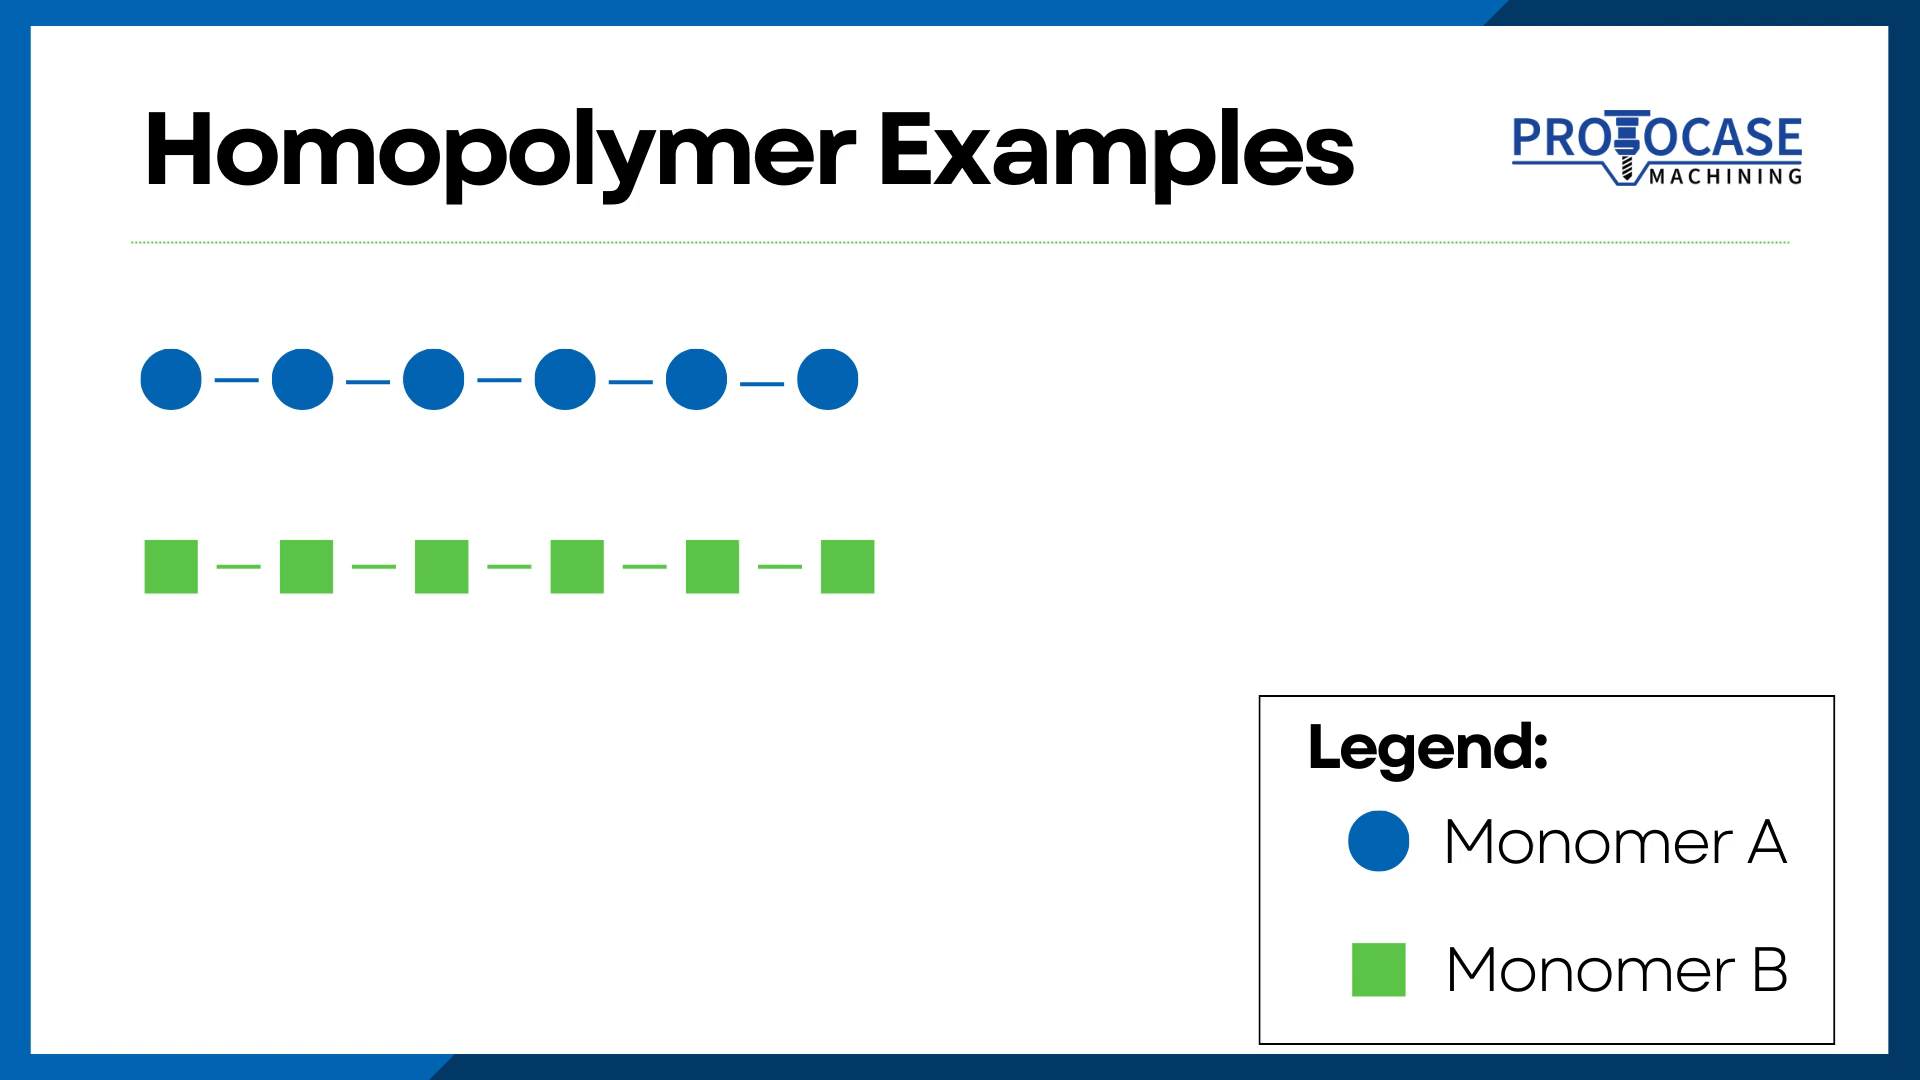 Homopolymer Examples
PROTOCASE
MACHINING
Legend:
Monomer A
Monomer B